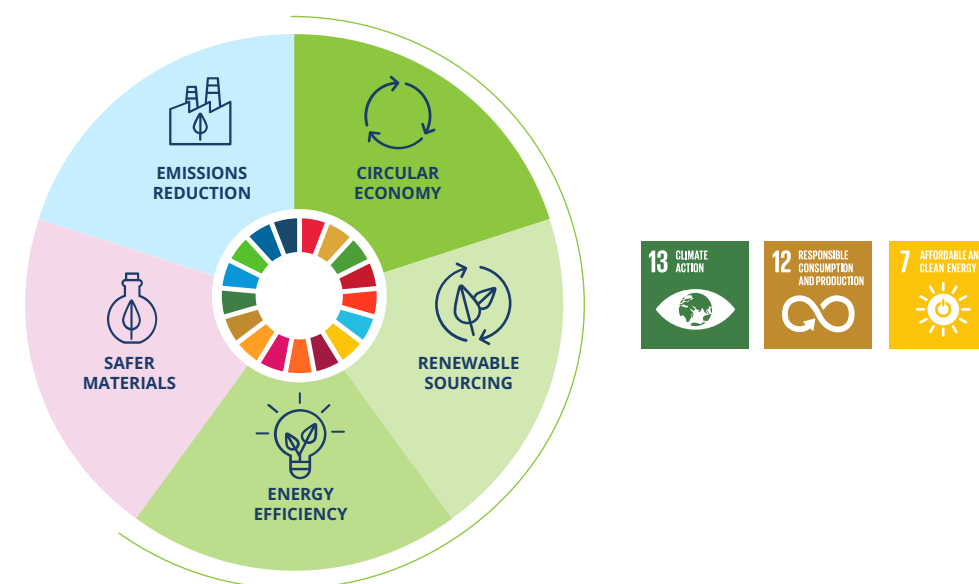 EMISSIONS
REDUCTION
CIRCULAR
ECONOMY
SAFER
MATERIALS
RENEWABLE
SOURCING
ENERGY
EFFICIENCY
13 CLIMATE
ACTION
12 RESPONSIBLE
CONSUMPTION
AND PRODUCTION
7 AFFORDABLE AN
CLEAN ENERGY